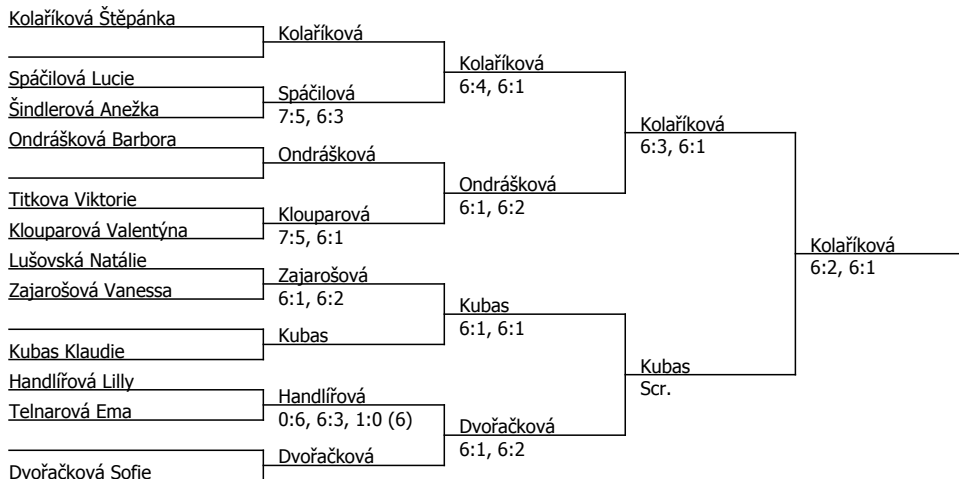 Kolaříková Štěpánka
Kolaříková
Kolaříková
6:4, 6:1
Spáčilová Lucie
Spáčilová
7:5, 6:3
Šindlerová Anežka
Kolaříková
6:3, 6:1
Ondrášková Barbora
Ondrášková
Ondrášková
6:1, 6:2
Titkova Viktorie
Klouparová
7:5, 6:1
Klouparová Valentýna
Kolaříková
6:2, 6:1
Lušovská Natálie
Zajarošová
6:1, 6:2
Zajarošová Vanessa
Kubas
6:1, 6:1
Kubas
Kubas Klaudie
Kubas
Scr.
Handlířová Lilly
Handlířová
0:6, 6:3, 1:0 (6)
Telnarová Ema
Dvořačková
6:1, 6:2
Dvořačková
Dvořačková Sofie